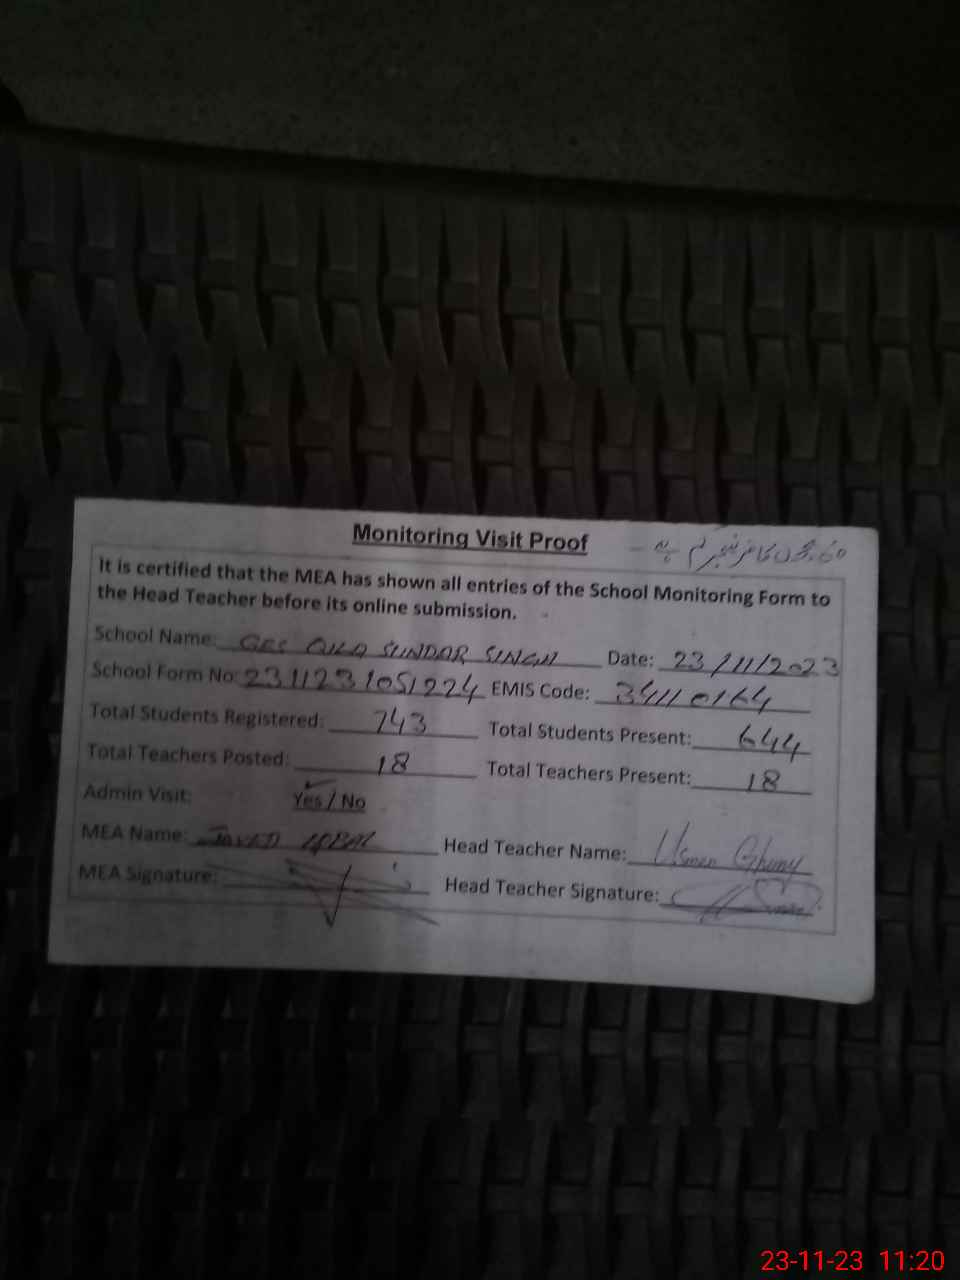 Monitoring Visit Proof
It is certified that the MEA has shown all entries of the School Monitoring Form to
the Head Teacher before its online submission.
School Name: GES QILA SUNDAR SINGH Date: 23/11/2023
School Form No: 2311231051224 EMIS Code: 34110164
Total Students Registered: 743 Total Students Present: 644
Total Teachers Posted: 18 Total Teachers Present: 18
Admin Visit: Yes / No
MEA Name: JAVED IQBAL Head Teacher Name: Usman Ghany
MEA Signature: Head Teacher Signature:
23-11-23 11:20